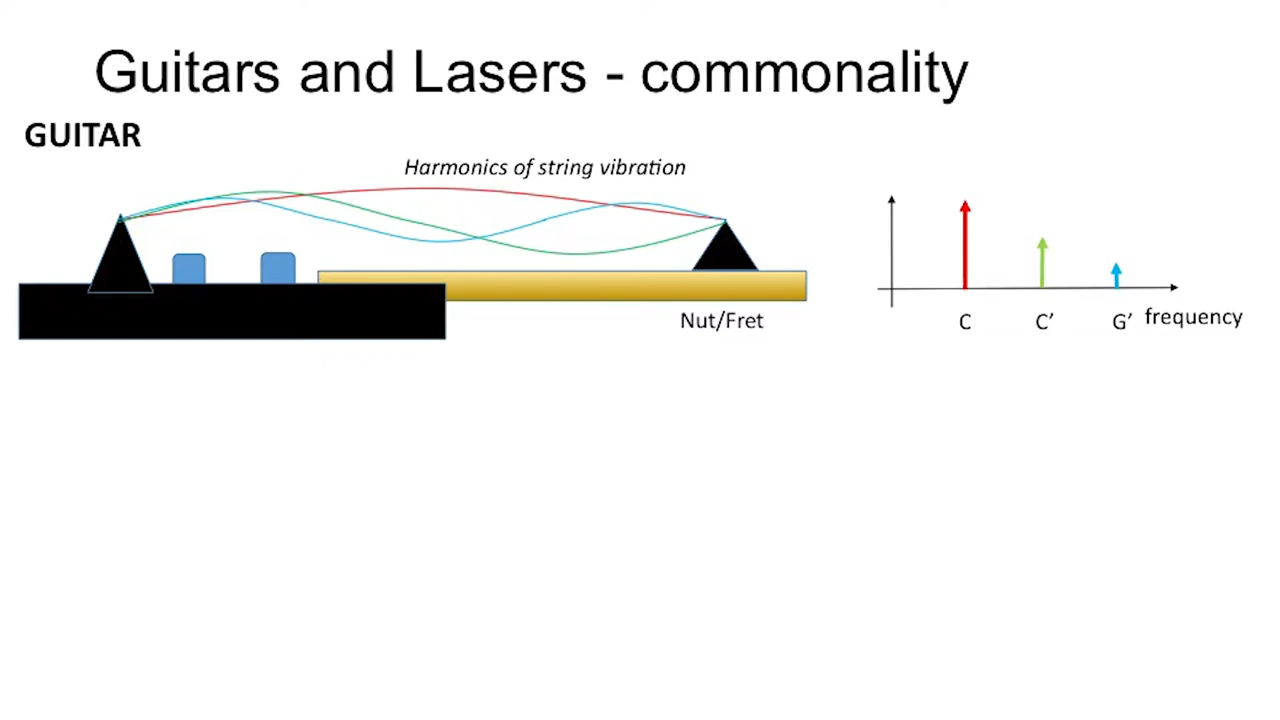 Guitars and Lasers - commonality
GUITAR
Harmonics of string vibration
Nut/Fret
C
C’
G’
frequency